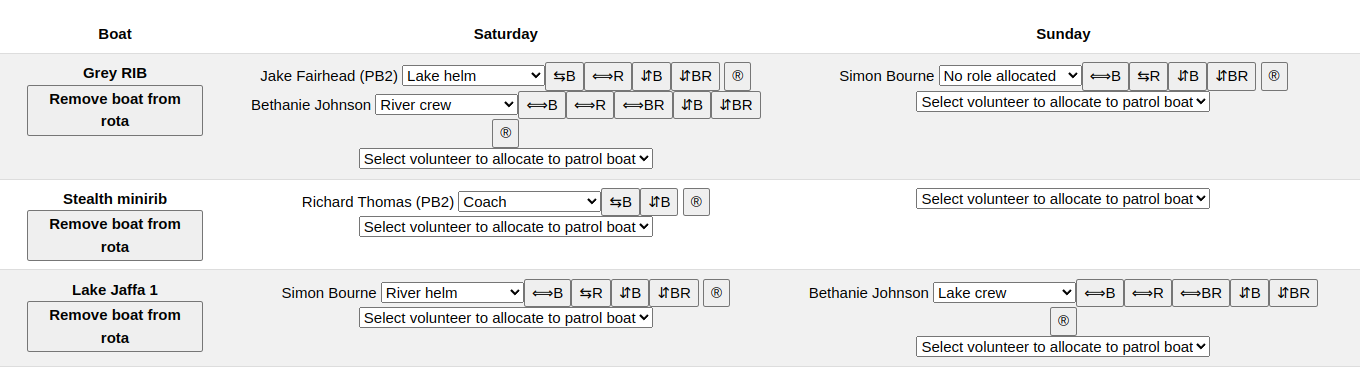 Boat Saturday Sunday
Grey RIB
Remove boat from
rota
Jake Fairhead (PB2) Lake helm ⇆B ⟺R ⇵B ⇵BR ®
Bethanie Johnson River crew ⟺B ⟺R ⟺BR ⇵B ⇵BR
®
Select volunteer to allocate to patrol boat
Simon Bourne No role allocated ⟺B ⇆R ⇵B ⇵BR ®
Select volunteer to allocate to patrol boat
Stealth minirib
Remove boat from
rota
Richard Thomas (PB2) Coach ⇆B ⇵B ®
Select volunteer to allocate to patrol boat
Select volunteer to allocate to patrol boat
Lake Jaffa 1
Remove boat from
rota
Simon Bourne River helm ⟺B ⇆R ⇵B ⇵BR ®
Select volunteer to allocate to patrol boat
Bethanie Johnson Lake crew ⟺B ⟺R ⟺BR ⇵B ⇵BR
®
Select volunteer to allocate to patrol boat